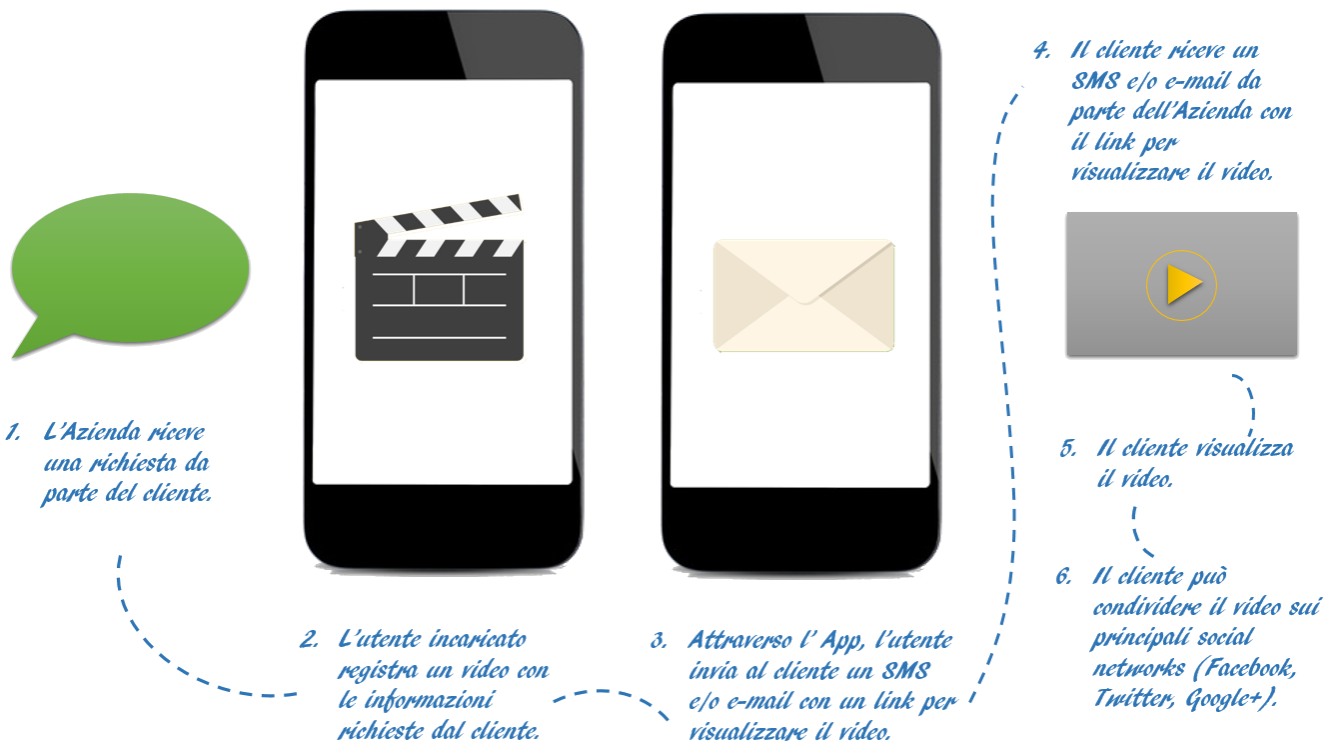 1. L'Azienda riceve
una richiesta da
parte del cliente.
2. L'utente incaricato
registra un video con
le informazioni
richieste dal cliente.
3. Attraverso l' App, l'utente
invia al cliente un SMS
e/o e-mail con un link per
visualizzare il video.
4. Il cliente riceve un
SMS e/o e-mail da
parte dell'Azienda con
il link per
visualizzare il video.
5. Il cliente visualizza
il video.
6. Il cliente può
condividere il video sui
principali social
networks (Facebook,
Twitter, Google+).